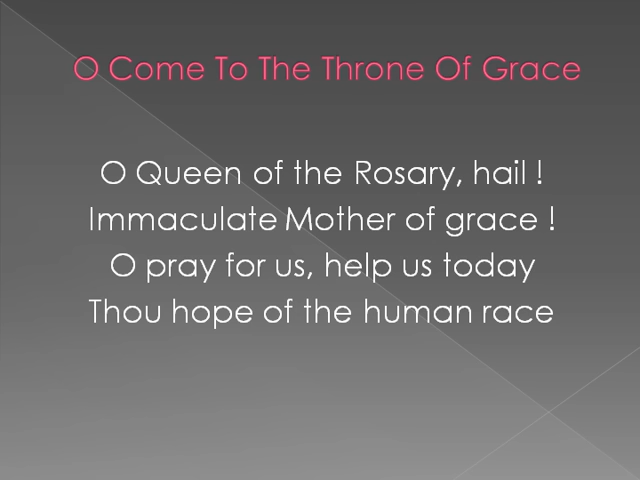 O Come To The Throne Of Grace
O Queen of the Rosary, hail !
Immaculate Mother of grace !
O pray for us, help us today
Thou hope of the human race